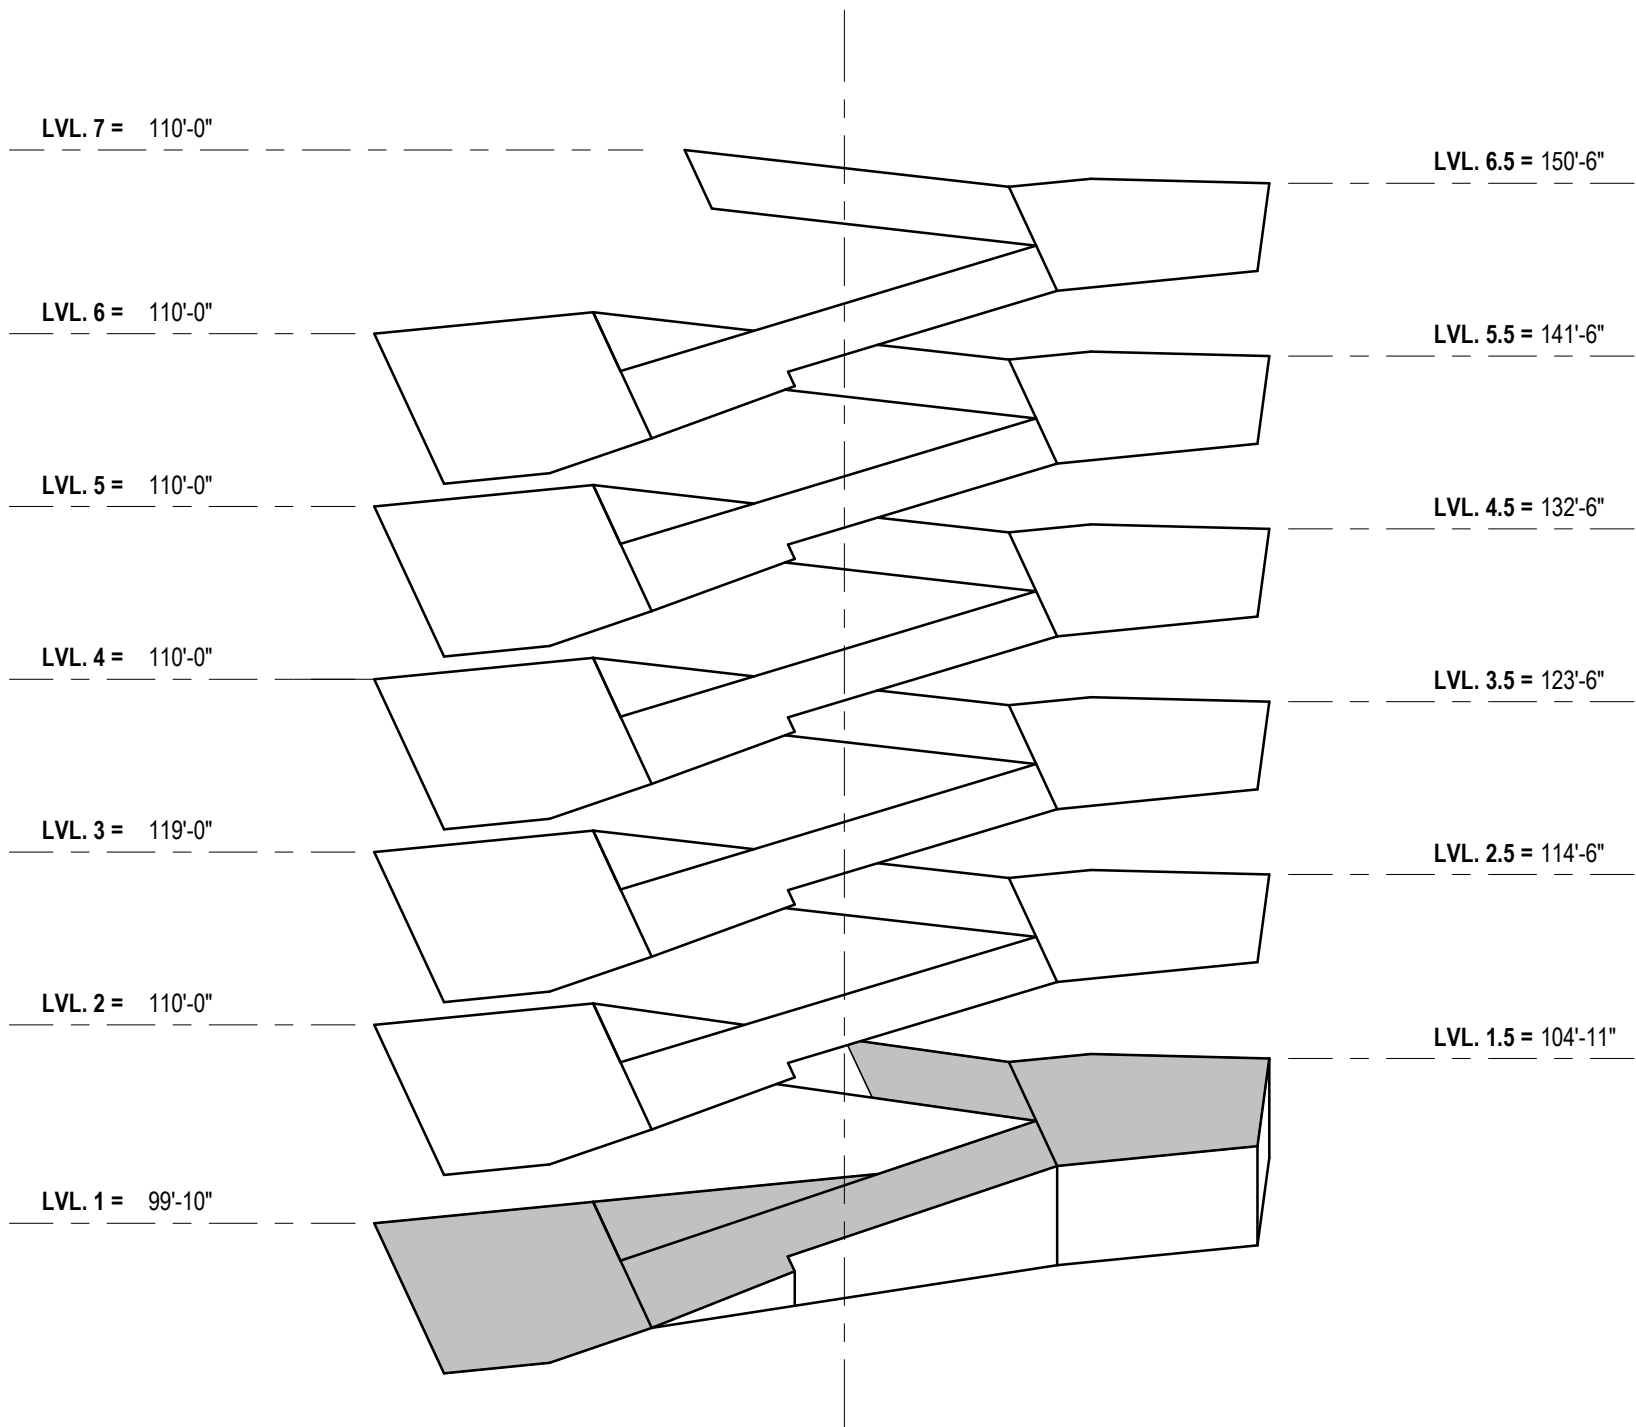 LVL. 7 = 110'-0"
LVL. 6.5 = 150'-6"
LVL. 6 = 110'-0"
LVL. 5.5 = 141'-6"
LVL. 5 = 110'-0"
LVL. 4.5 = 132'-6"
LVL. 4 = 110'-0"
LVL. 3.5 = 123'-6"
LVL. 3 = 119'-0"
LVL. 2.5 = 114'-6"
LVL. 2 = 110'-0"
LVL. 1.5 = 104'-11"
LVL. 1 = 99'-10"